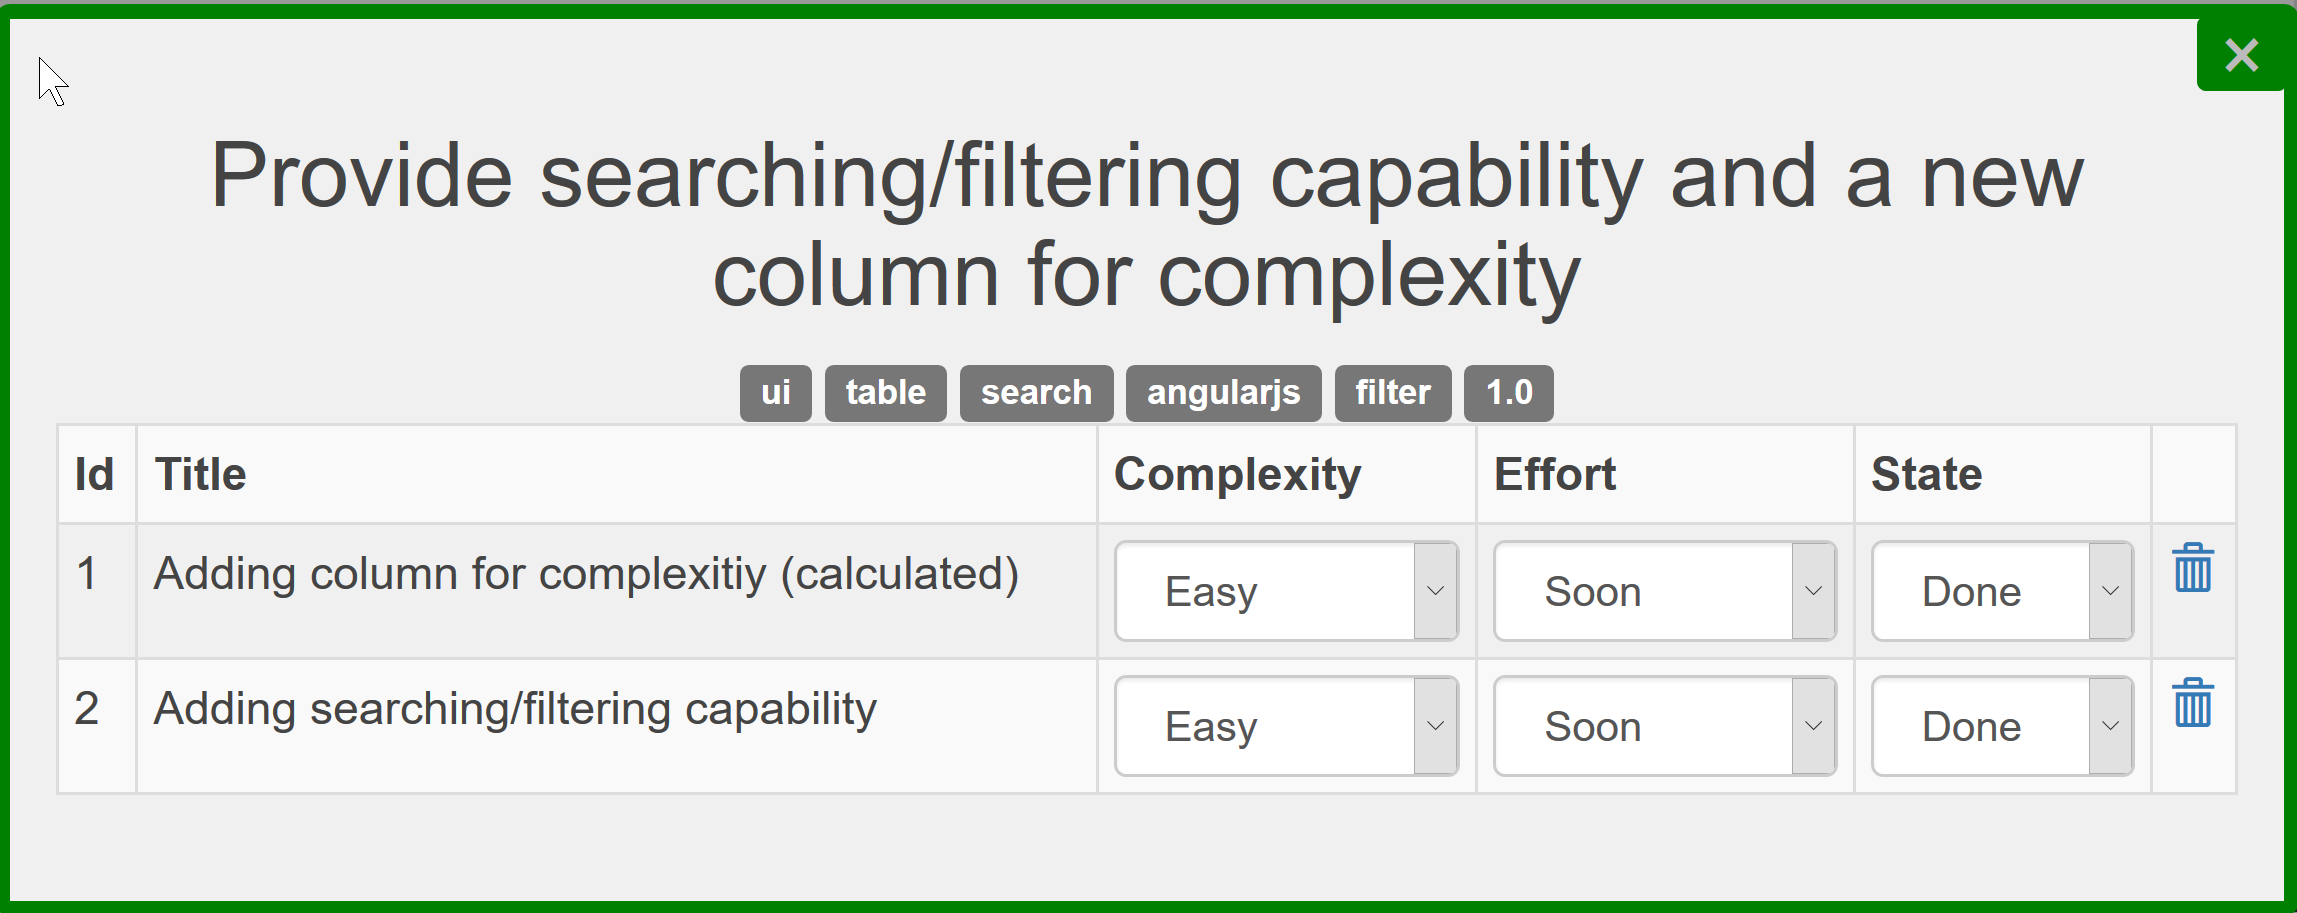 Provide searching/filtering capability and a new
column for complexity
ui table search angularjs filter 1.0
Id Title Complexity Effort State
1 Adding column for complexitiy (calculated) Easy Soon Done
2 Adding searching/filtering capability Easy Soon Done